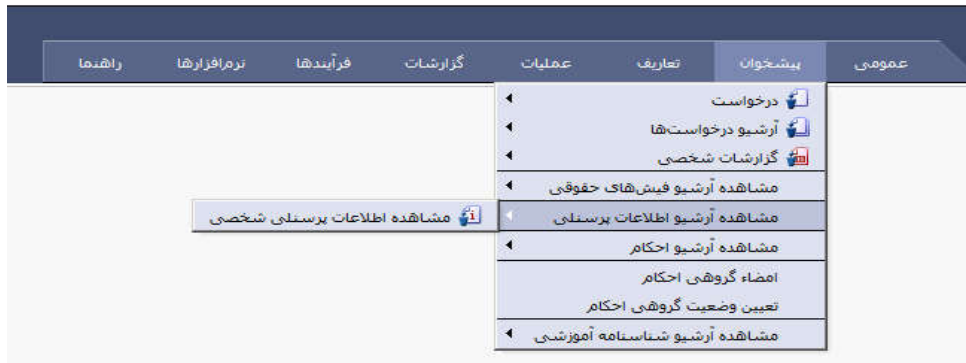 عمومی پیشخوان تعاریف عملیات گزارشات فرآیندها نرم‌افزارها راهنما
درخواست
آرشیو درخواست‌ها
گزارشات شخصی
مشاهده آرشیو فیش‌های حقوقی
مشاهده آرشیو اطلاعات پرسنلی
مشاهده اطلاعات پرسنلی شخصی
مشاهده آرشیو احکام
امضاء گروهی احکام
تعیین وضعیت گروهی احکام
مشاهده آرشیو شناسنامه آموزشی